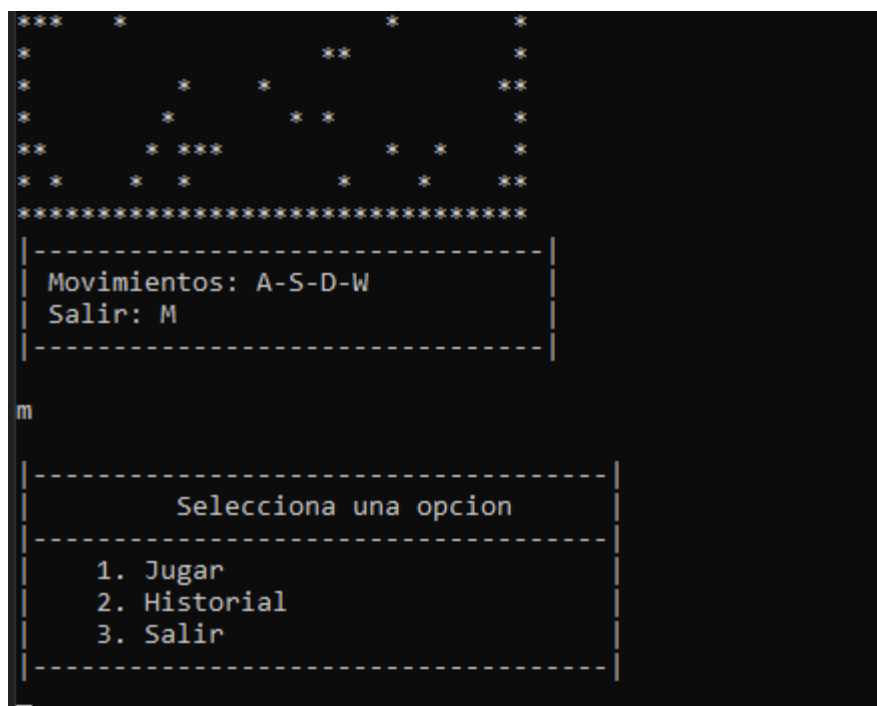 ***    *                                *              *
*                                     **                     *
*                   *        *                             **
*                 *               *  *                       *
**             *  ***                     *     *         *
*  *         *    *                   *         *         **
********************************
|--------------------------------|
| Movimientos: A-S-D-W           |
| Salir: M                       |
|--------------------------------|
m
|------------------------------------|
|         Selecciona una opcion      |
|------------------------------------|
|    1. Jugar                        |
|    2. Historial                    |
|    3. Salir                        |
|------------------------------------|